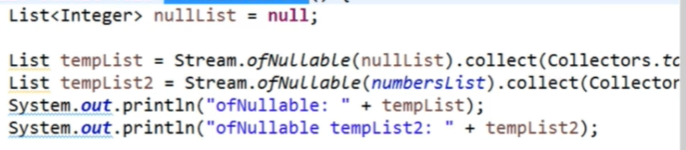 List<Integer> nullList = null;
List tempList = Stream.ofNullable(nullList).collect(Collectors.to
List tempList2 = Stream.ofNullable(numbersList).collect(Collector
System.out.println("ofNullable: " + tempList);
System.out.println("ofNullable tempList2: " + tempList2);